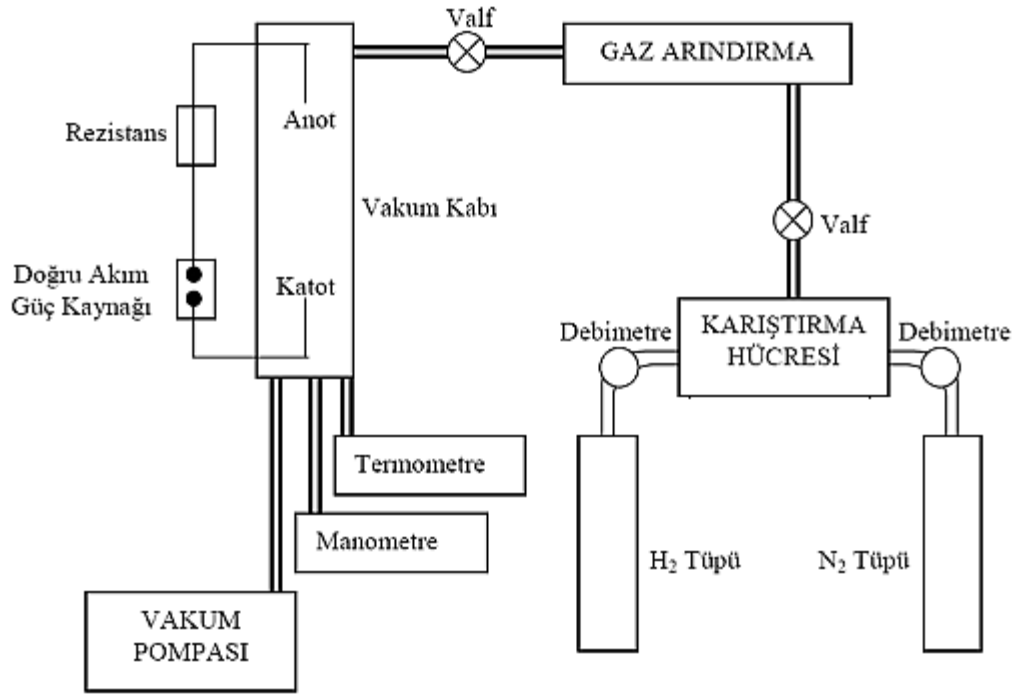 Valf
GAZ ARINDIRMA
Anot
Rezistans
Vakum Kabı
Valf
Doğru Akım
Güç Kaynağı
Katot
Debimetre
KARIŞTIRMA
HÜCRESİ
Debimetre
Termometre
Manometre
H₂ Tüpü
N₂ Tüpü
VAKUM
POMPASI